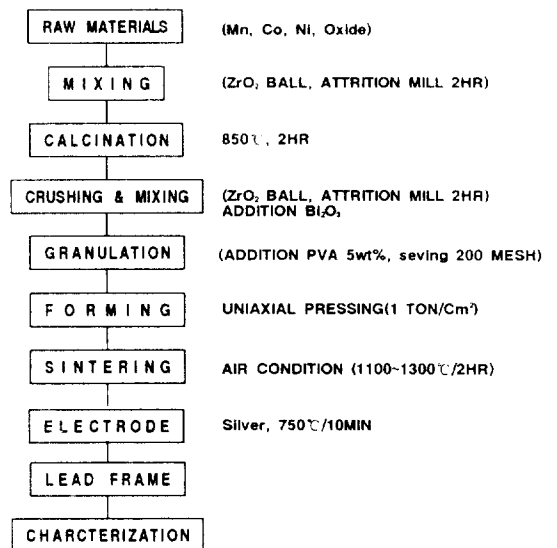 RAW MATERIALS (Mn, Co, Ni, Oxide)
MIXING (ZrO₂ BALL, ATTRITION MILL 2HR)
CALCINATION 850℃, 2HR
CRUSHING & MIXING (ZrO₂ BALL, ATTRITION MILL 2HR)
ADDITION Bi₂O₃
GRANULATION (ADDITION PVA 5wt%, seving 200 MESH)
FORMING UNIAXIAL PRESSING(1 TON/Cm²)
SINTERING AIR CONDITION (1100~1300℃/2HR)
ELECTRODE Silver, 750℃/10MIN
LEAD FRAME
CHARCTERIZATION